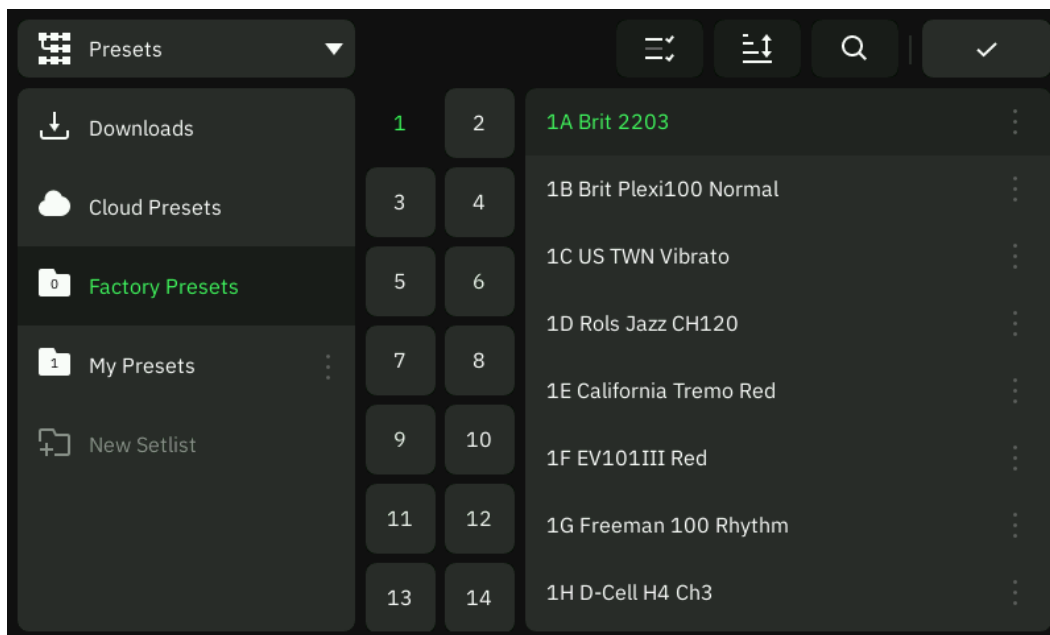 Presets
Downloads
Cloud Presets
0 Factory Presets
1 My Presets
New Setlist
1 2
3 4
5 6
7 8
9 10
11 12
13 14
1A Brit 2203
1B Brit Plexi100 Normal
1C US TWN Vibrato
1D Rols Jazz CH120
1E California Tremo Red
1F EV101III Red
1G Freeman 100 Rhythm
1H D-Cell H4 Ch3